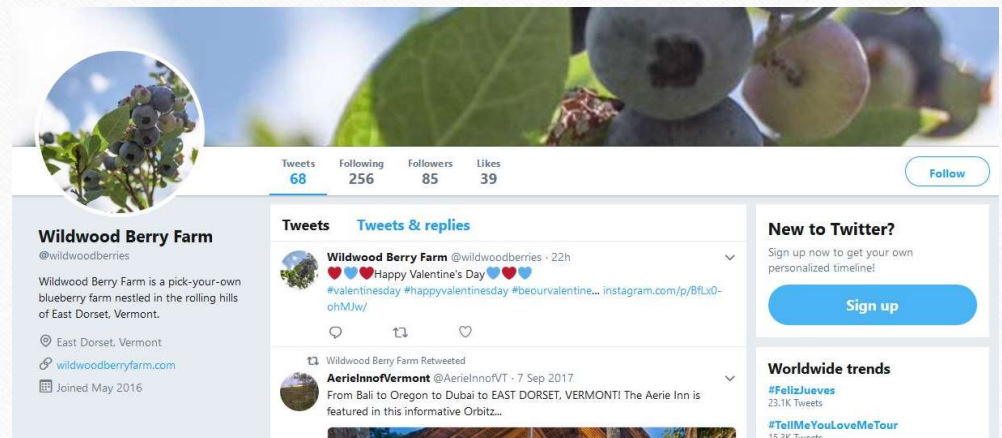 Tweets Following Followers Likes
68 256 85 39
Follow
Wildwood Berry Farm
@wildwoodberries
Wildwood Berry Farm is a pick-your-own
blueberry farm nestled in the rolling hills
of East Dorset, Vermont.
East Dorset, Vermont
wildwoodberryfarm.com
Joined May 2016
Tweets Tweets & replies
Wildwood Berry Farm @wildwoodberries · 22h
Happy Valentine's Day
#valentinesday #happyvalentinesday #beourvalentine... instagram.com/p/BfLx0-
ohMJw/
Wildwood Berry Farm Retweeted
AerieInnofVermont @AerieInnofVT · 7 Sep 2017
From Bali to Oregon to Dubai to EAST DORSET, VERMONT! The Aerie Inn is
featured in this informative Orbitz...
New to Twitter?
Sign up now to get your own
personalized timeline!
Sign up
Worldwide trends
#FelizJueves
23.1K Tweets
#TellMeYouLoveMeTour
15.3K Tweets